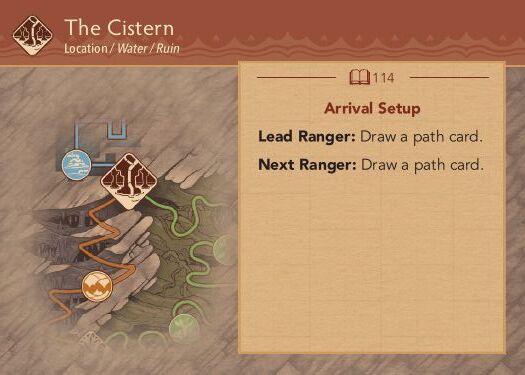 The Cistern
Location / Water / Ruin
114
Arrival Setup
Lead Ranger: Draw a path card.
Next Ranger: Draw a path card.